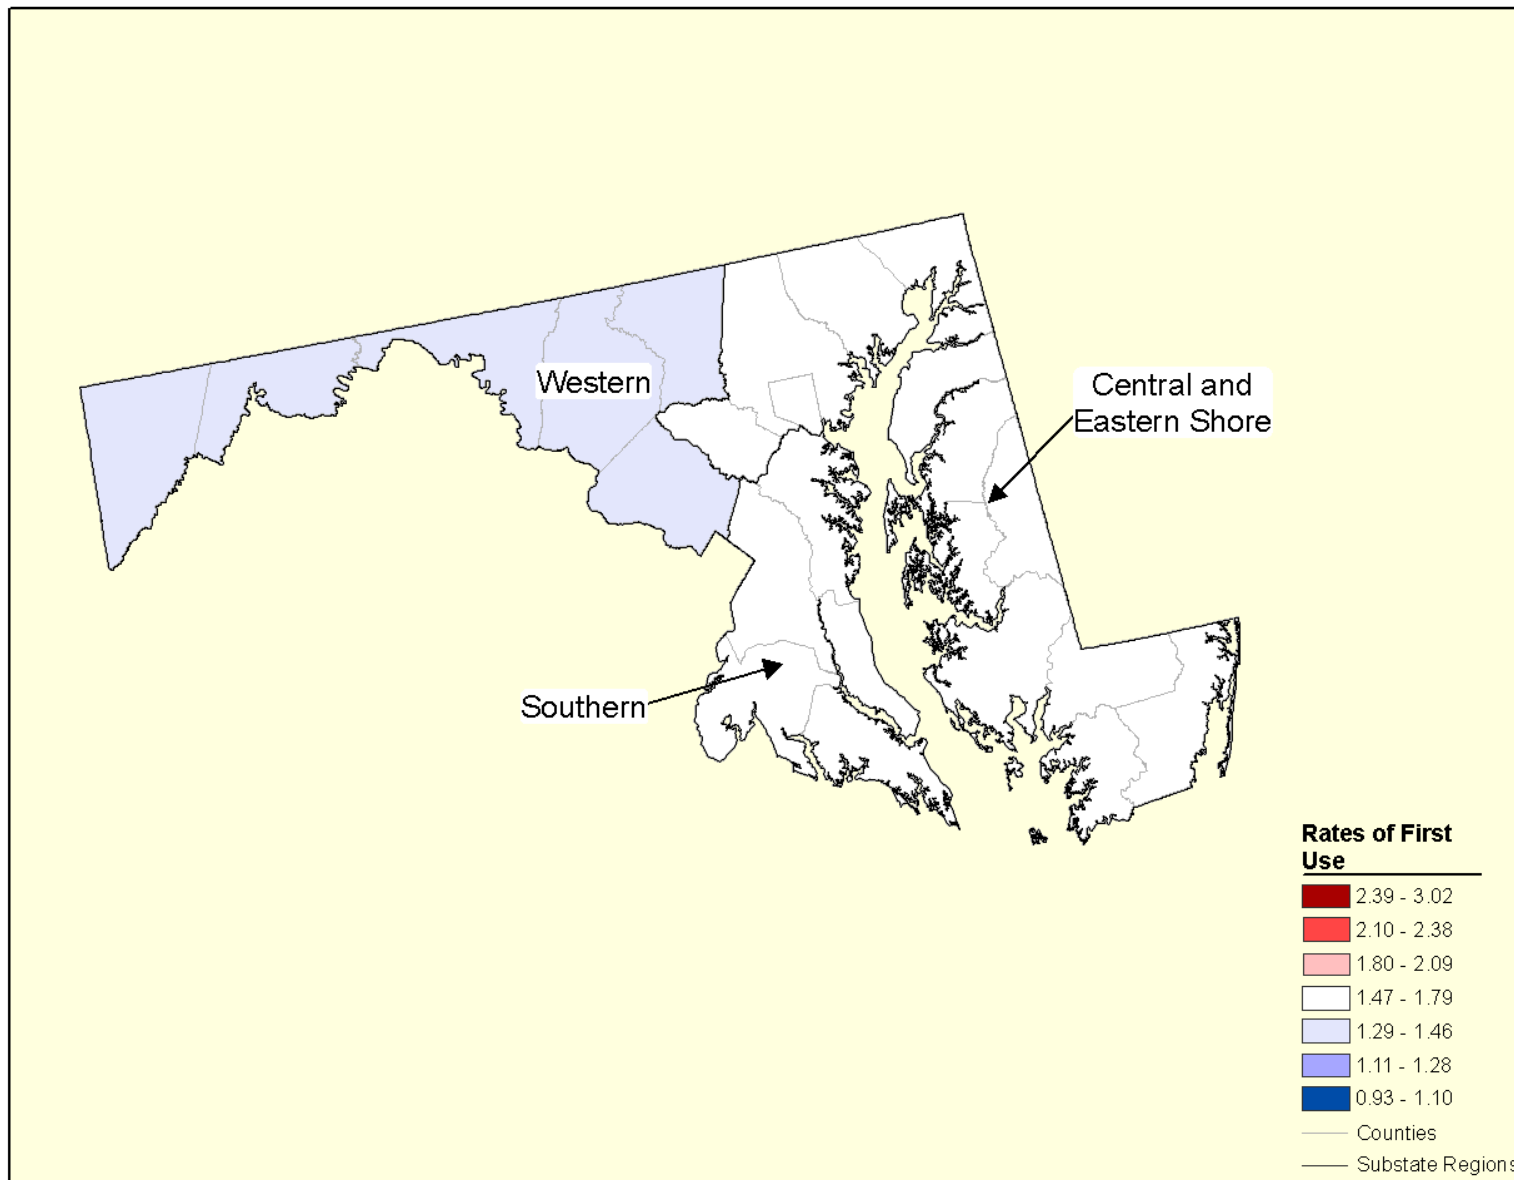 Western
Central and
Eastern Shore
Southern
Rates of First
Use
2.39 - 3.02
2.10 - 2.38
1.80 - 2.09
1.47 - 1.79
1.29 - 1.46
1.11 - 1.28
0.93 - 1.10
Counties
Substate Regions